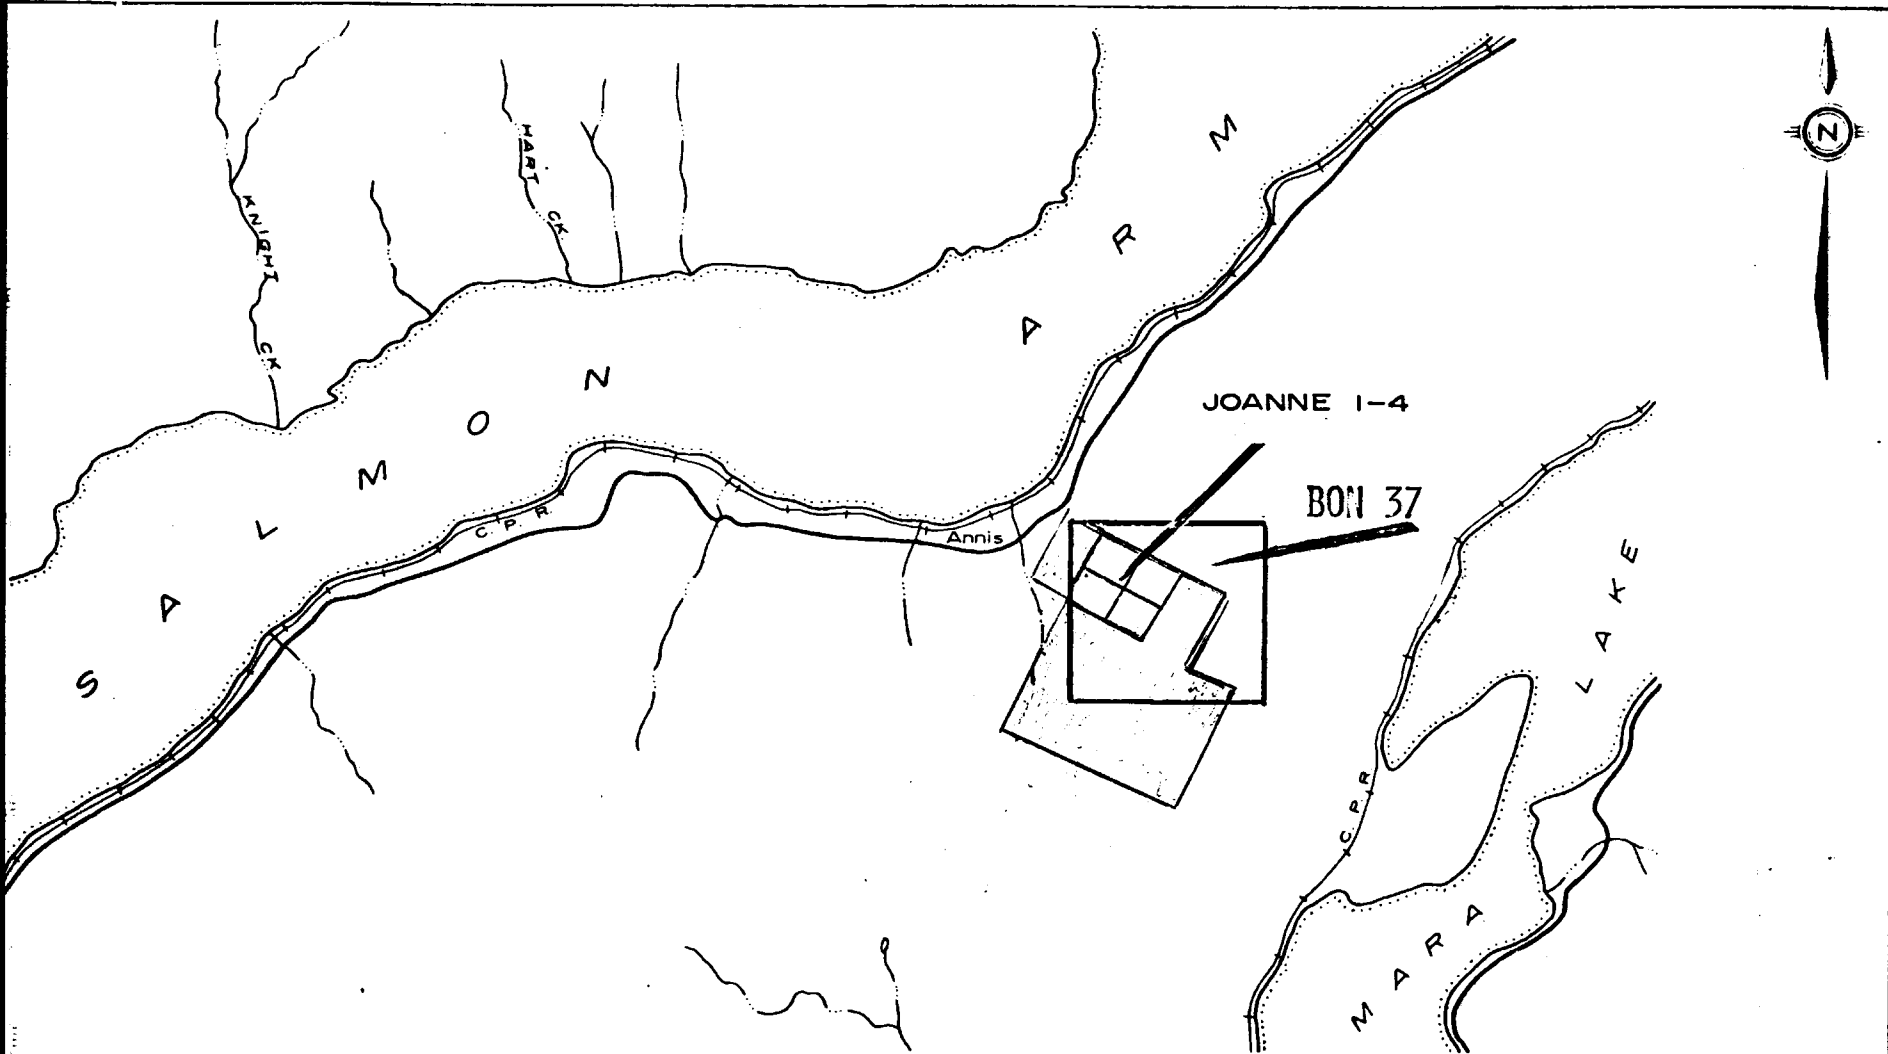 KNIGHT CK
HART CK
SALMON ARM
N
JOANNE 1-4
BON 37
C P R
Annis
C P R
MARA LAKE